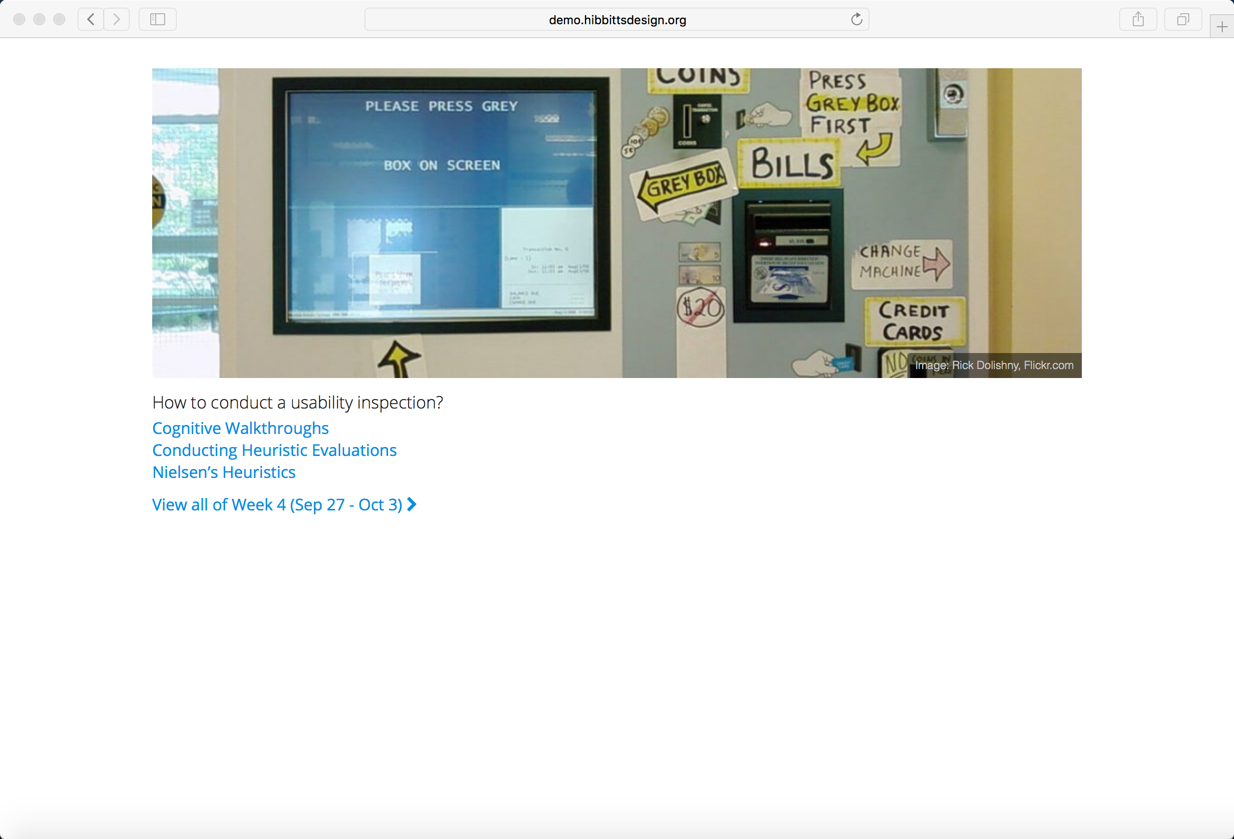 demo.hibbittsdesign.org
PLEASE PRESS GREY
BOX ON SCREEN
COINS
PRESS
GREY BOX
FIRST
BILLS
GREY BOX
COINS
CHANGE
MACHINE
$20
CREDIT
CARDS
NO
Image: Rick Dolishny, Flickr.com
How to conduct a usability inspection?
Cognitive Walkthroughs
Conducting Heuristic Evaluations
Nielsen’s Heuristics
View all of Week 4 (Sep 27 - Oct 3)